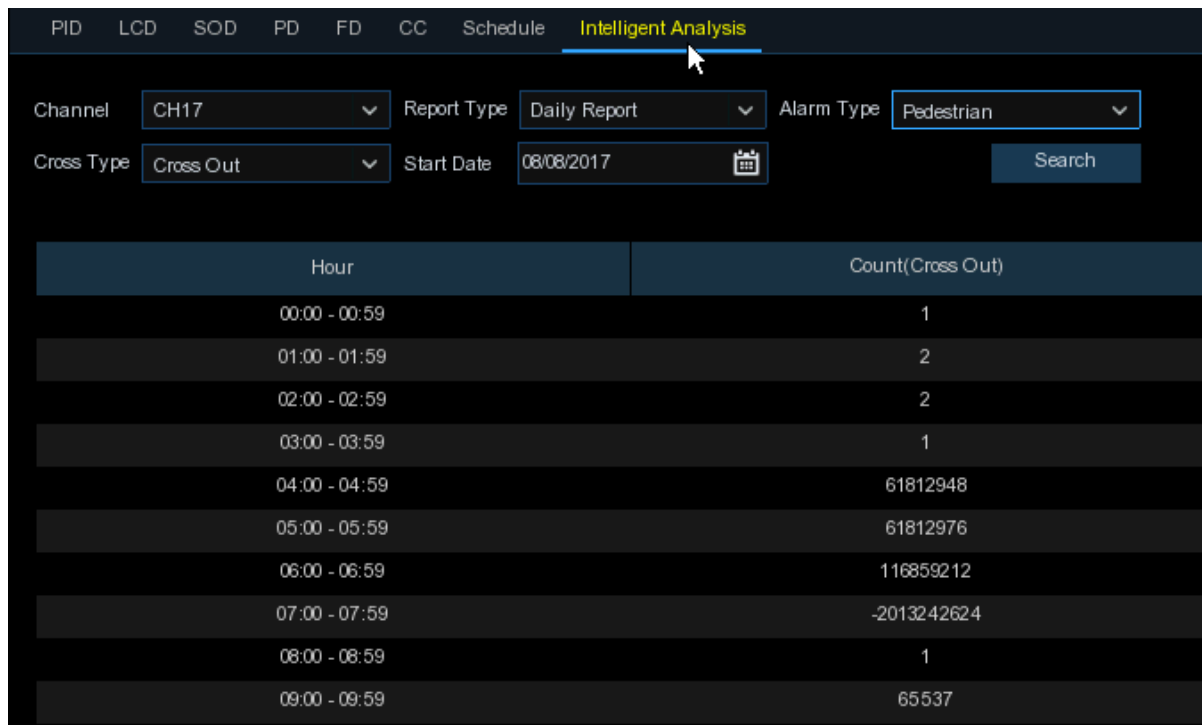 PID LCD SOD PD FD CC Schedule Intelligent Analysis
Channel CH17 Report Type Daily Report Alarm Type Pedestrian
Cross Type Cross Out Start Date 08/08/2017 Search
Hour Count(Cross Out)
00:00 - 00:59 1
01:00 - 01:59 2
02:00 - 02:59 2
03:00 - 03:59 1
04:00 - 04:59 61812948
05:00 - 05:59 61812976
06:00 - 06:59 116859212
07:00 - 07:59 -2013242624
08:00 - 08:59 1
09:00 - 09:59 65537